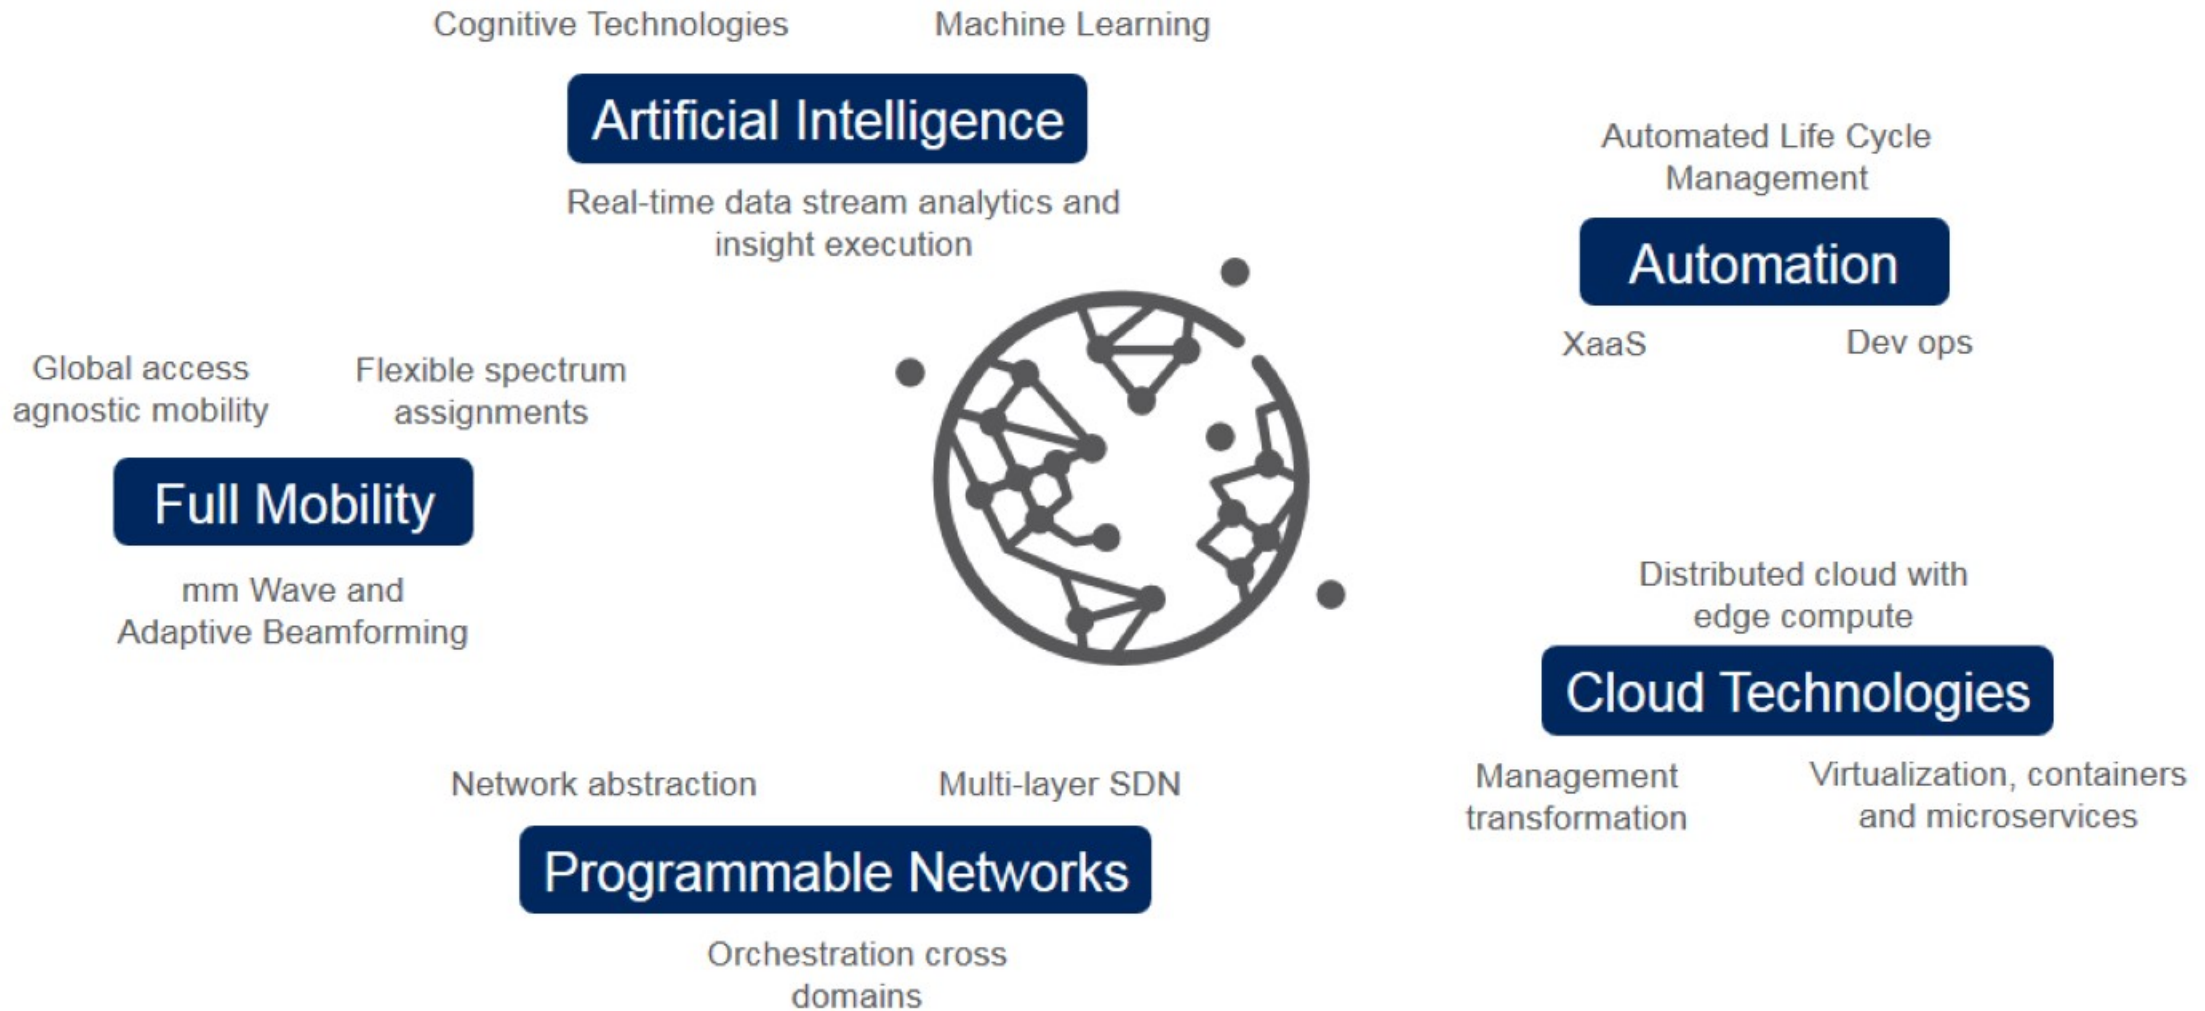 Cognitive Technologies
Machine Learning
Artificial Intelligence
Real-time data stream analytics and
insight execution
Automated Life Cycle
Management
Automation
XaaS
Dev ops
Global access
agnostic mobility
Flexible spectrum
assignments
Full Mobility
mm Wave and
Adaptive Beamforming
Distributed cloud with
edge compute
Cloud Technologies
Management
transformation
Virtualization, containers
and microservices
Network abstraction
Multi-layer SDN
Programmable Networks
Orchestration cross
domains